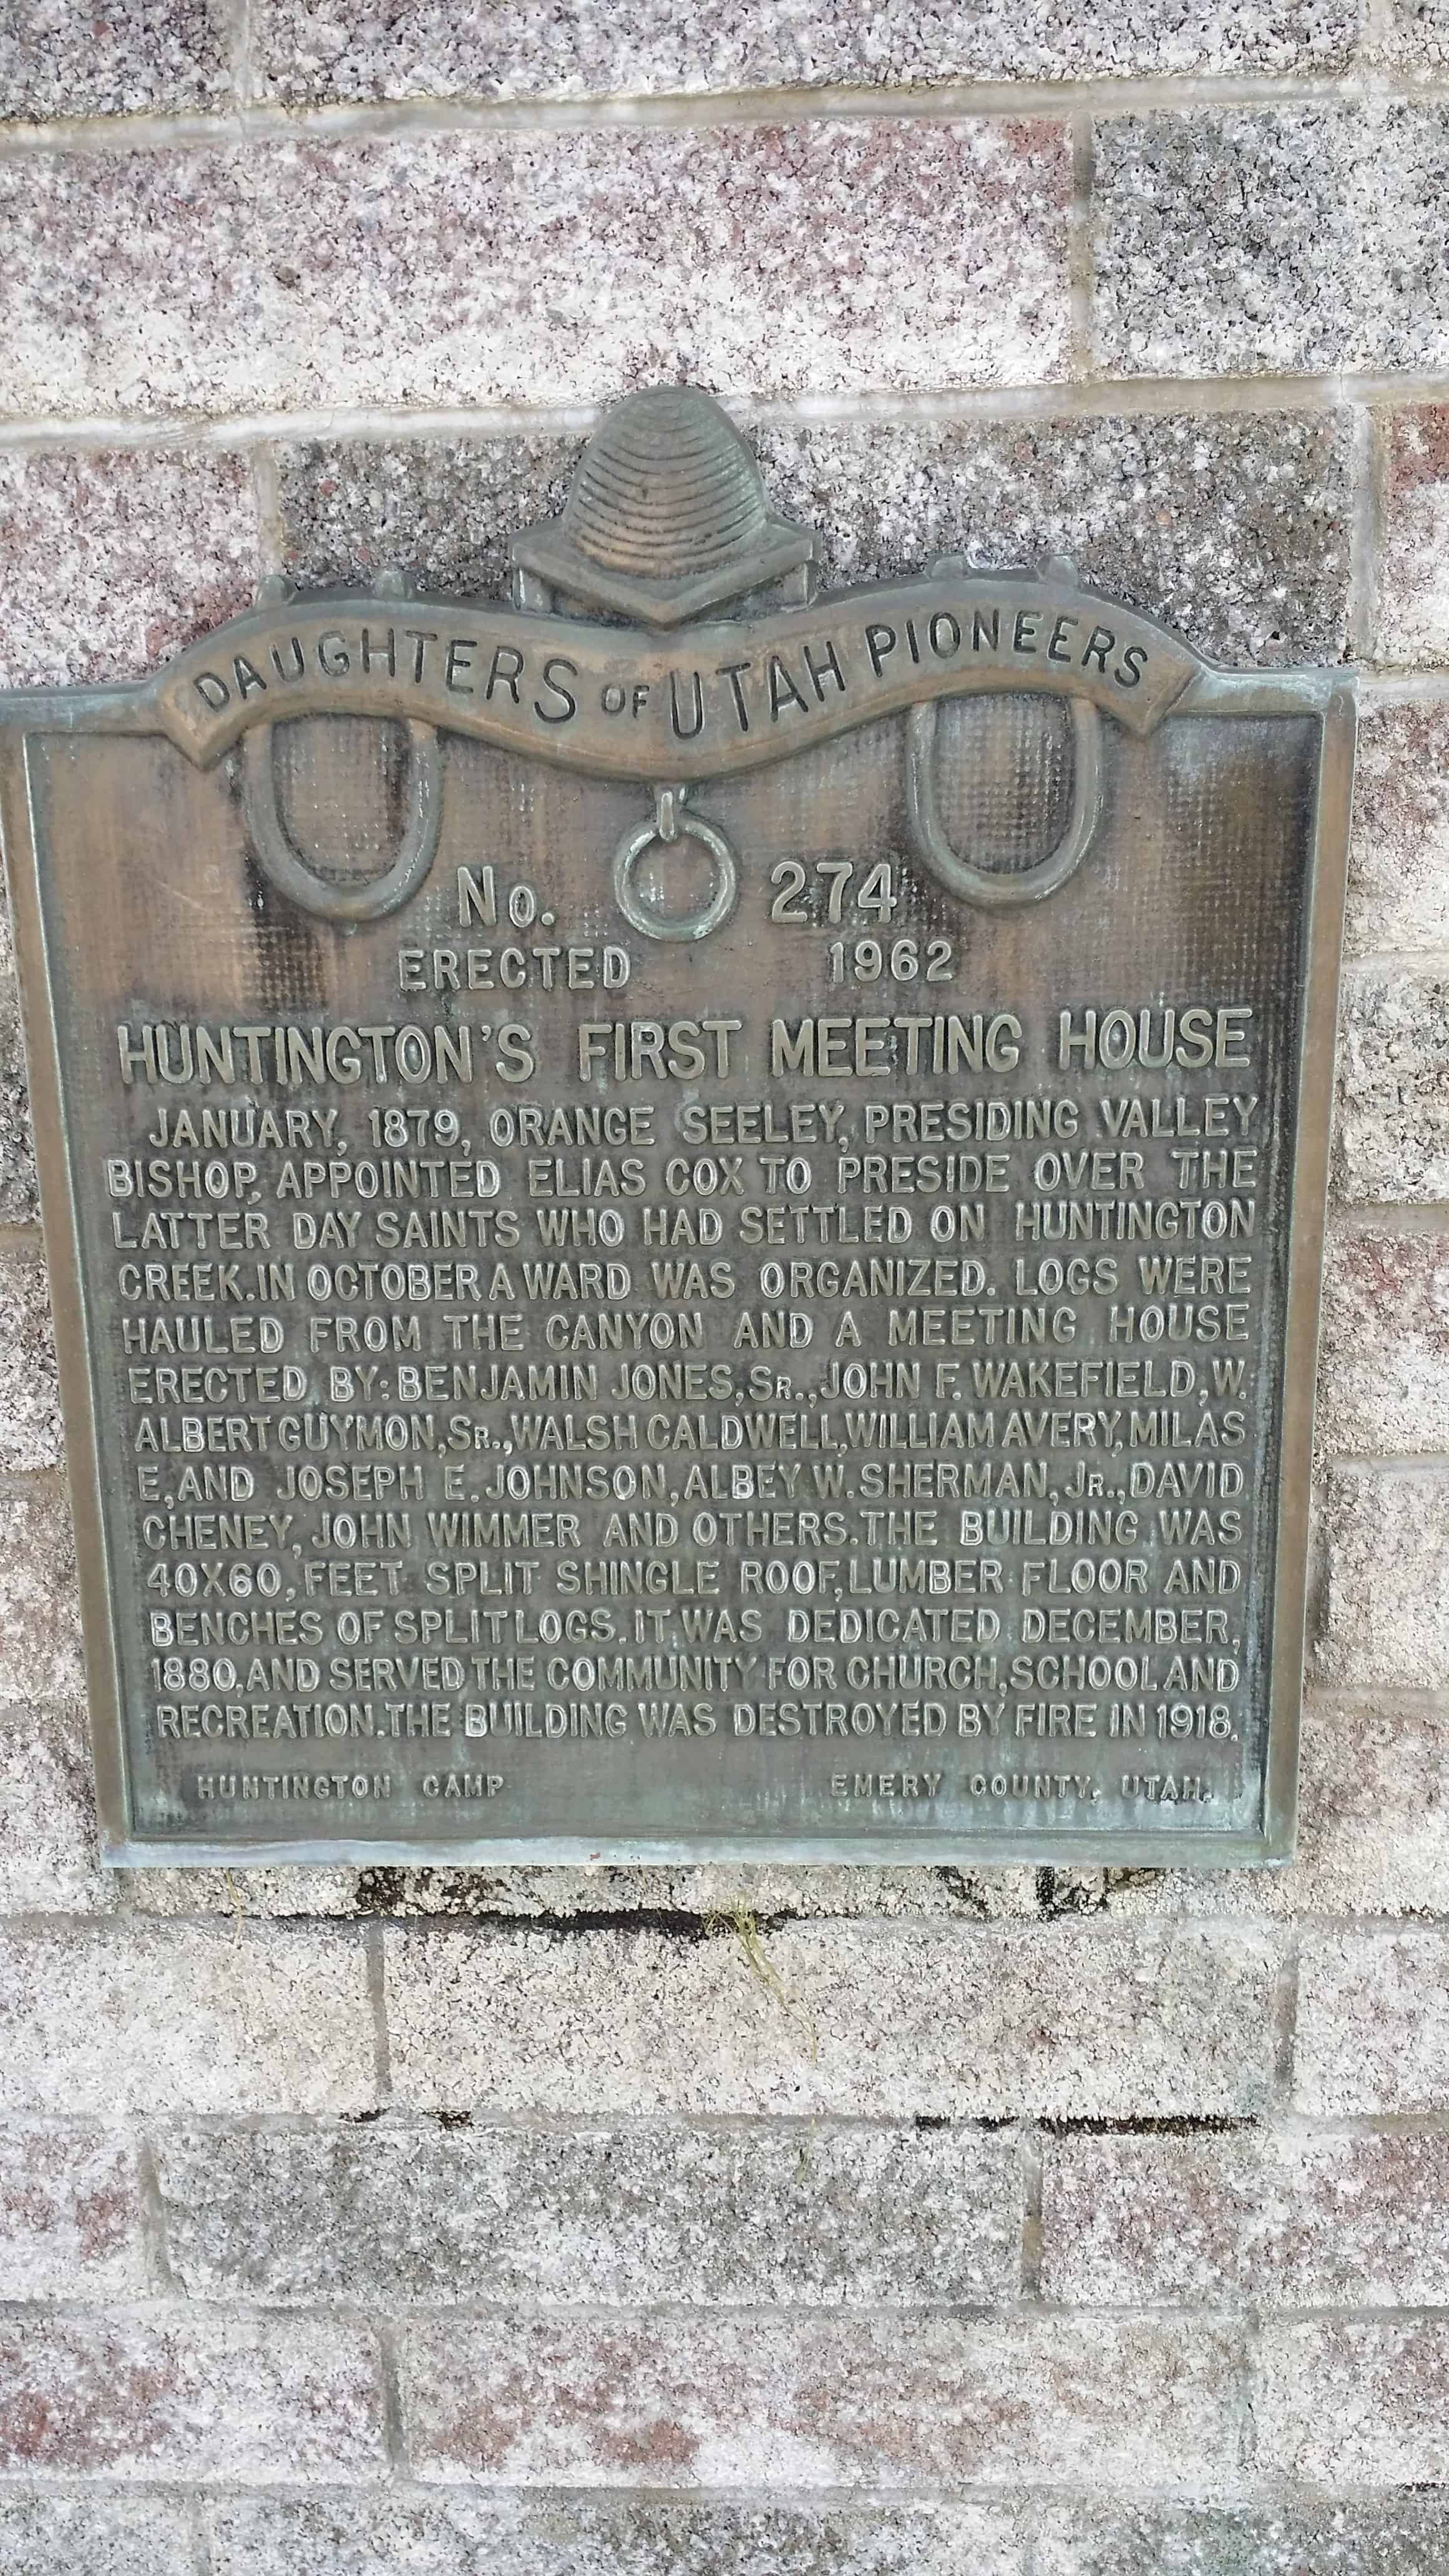 DAUGHTERS OF UTAH PIONEERS
No. 274
ERECTED 1962
HUNTINGTON'S FIRST MEETING HOUSE
JANUARY, 1879, ORANGE SEELEY, PRESIDING VALLEY
BISHOP, APPOINTED ELIAS COX TO PRESIDE OVER THE
LATTER DAY SAINTS WHO HAD SETTLED ON HUNTINGTON
CREEK. IN OCTOBER A WARD WAS ORGANIZED. LOGS WERE
HAULED FROM THE CANYON AND A MEETING HOUSE
ERECTED BY: BENJAMIN JONES, SR., JOHN F. WAKEFIELD, W.
ALBERT GUYMON, SR., WALSH CALDWELL, WILLIAM AVERY, MILAS
E, AND JOSEPH E. JOHNSON, ALBEY W. SHERMAN, JR., DAVID
CHENEY, JOHN WIMMER AND OTHERS. THE BUILDING WAS
40X60, FEET SPLIT SHINGLE ROOF, LUMBER FLOOR AND
BENCHES OF SPLIT LOGS. IT WAS DEDICATED DECEMBER,
1880, AND SERVED THE COMMUNITY FOR CHURCH, SCHOOL AND
RECREATION. THE BUILDING WAS DESTROYED BY FIRE IN 1918.
HUNTINGTON CAMP EMERY COUNTY, UTAH.